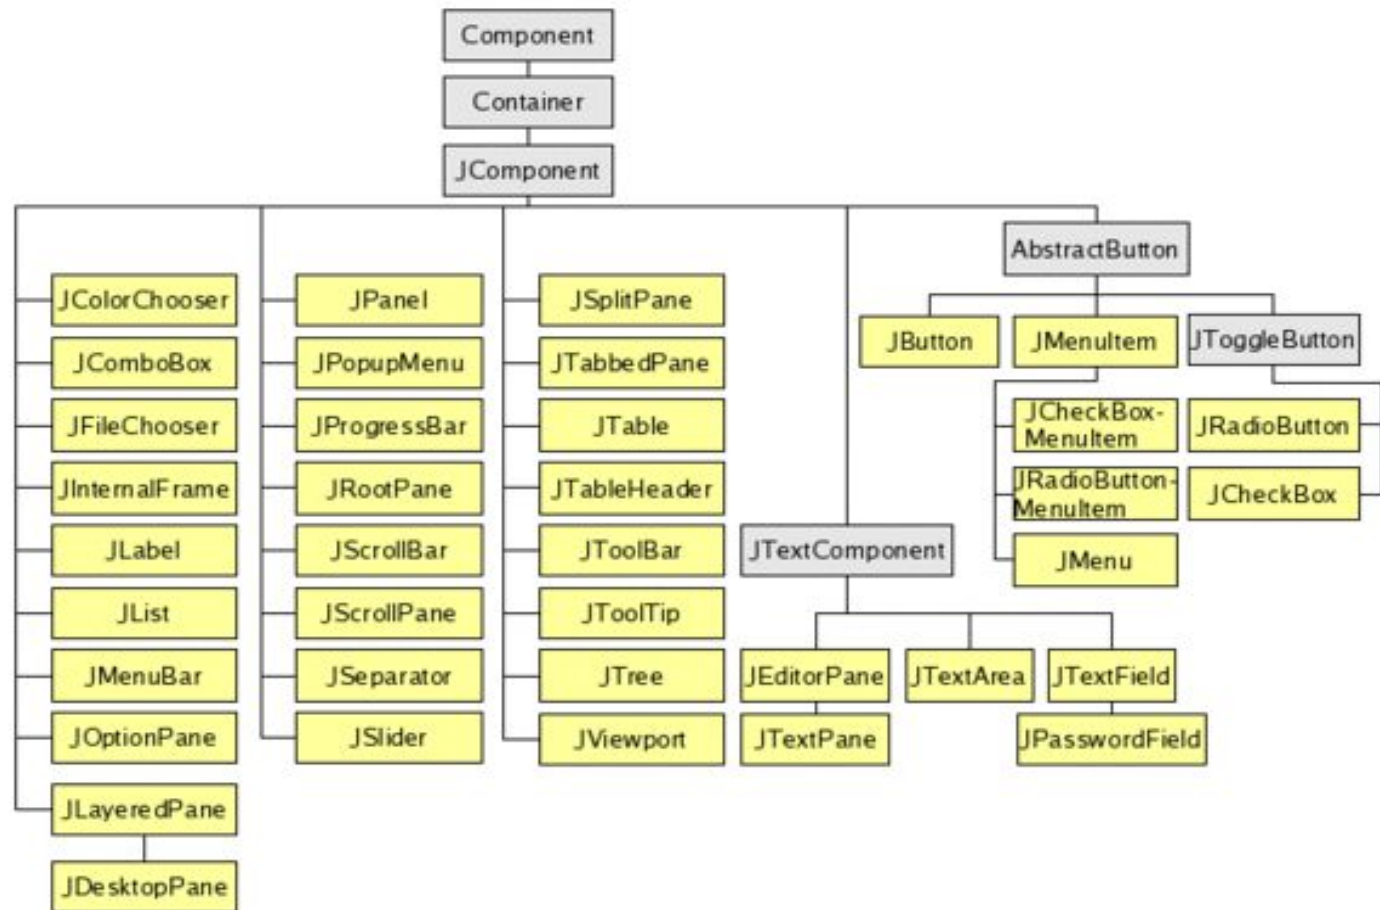 Component
Container
JComponent
AbstractButton
JColorChooser
JPanel
JSplitPane
JButton
JMenuItem
JToggleButton
JComboBox
JPopupMenu
JTabbedPane
JFileChooser
JProgressBar
JTable
JCheckBox-
MenuItem
JRadioButton
JInternalFrame
JRootPane
JTableHeader
JRadioButton-
MenuItem
JCheckBox
JLabel
JScrollBar
JToolBar
JTextComponent
JMenu
JList
JScrollPane
JToolTip
JMenuBar
JSeparator
JTree
JEditorPane
JTextArea
JTextField
JOptionPane
JSlider
JViewport
JTextPane
JPasswordField
JLayeredPane
JDesktopPane